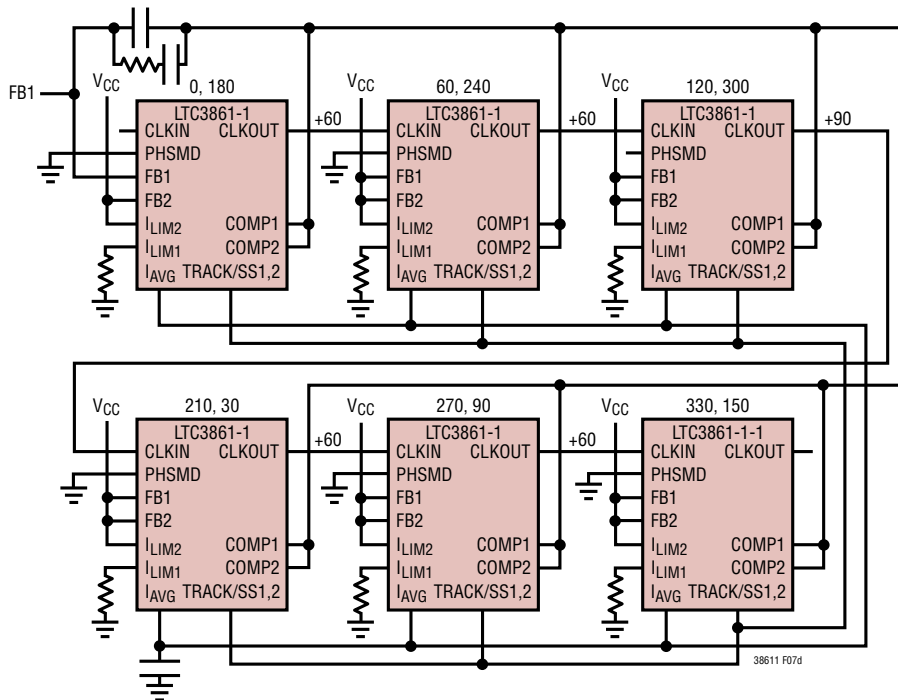 FB1
VCC
0, 180
LTC3861-1
CLKIN CLKOUT
PHSMD
FB1
FB2
ILIM2 COMP1
ILIM1 COMP2
IAVG TRACK/SS1,2
+60
VCC
60, 240
LTC3861-1
CLKIN CLKOUT
PHSMD
FB1
FB2
ILIM2 COMP1
ILIM1 COMP2
IAVG TRACK/SS1,2
+60
VCC
120, 300
LTC3861-1
CLKIN CLKOUT
PHSMD
FB1
FB2
ILIM2 COMP1
ILIM1 COMP2
IAVG TRACK/SS1,2
+90
VCC
210, 30
LTC3861-1
CLKIN CLKOUT
PHSMD
FB1
FB2
ILIM2 COMP1
ILIM1 COMP2
IAVG TRACK/SS1,2
+60
VCC
270, 90
LTC3861-1
CLKIN CLKOUT
PHSMD
FB1
FB2
ILIM2 COMP1
ILIM1 COMP2
IAVG TRACK/SS1,2
+60
VCC
330, 150
LTC3861-1-1
CLKIN CLKOUT
PHSMD
FB1
FB2
ILIM2 COMP1
ILIM1 COMP2
IAVG TRACK/SS1,2
38611 F07d